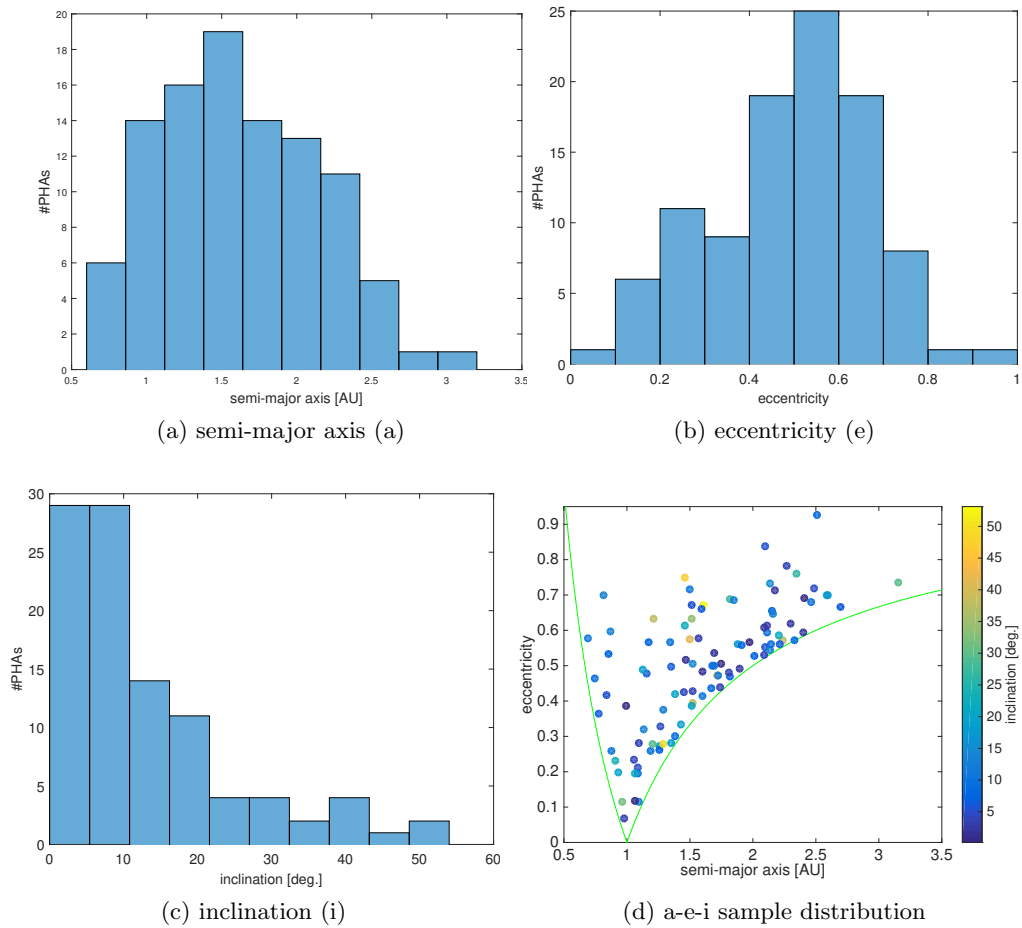 20
18
16
14
12
10
8
6
4
2
0
#PHAs
0.5 1 1.5 2 2.5 3 3.5
semi-major axis [AU]
(a) semi-major axis (a)
25
20
15
10
5
0
#PHAs
0 0.2 0.4 0.6 0.8 1
eccentricity
(b) eccentricity (e)
30
25
20
15
10
5
0
#PHAs
0 10 20 30 40 50 60
inclination [deg.]
(c) inclination (i)
0.9
0.8
0.7
0.6
0.5
0.4
0.3
0.2
0.1
0
eccentricity
0.5 1 1.5 2 2.5 3 3.5
semi-major axis [AU]
50
45
40
35
30
25
20
15
10
5
inclination [deg.]
(d) a-e-i sample distribution